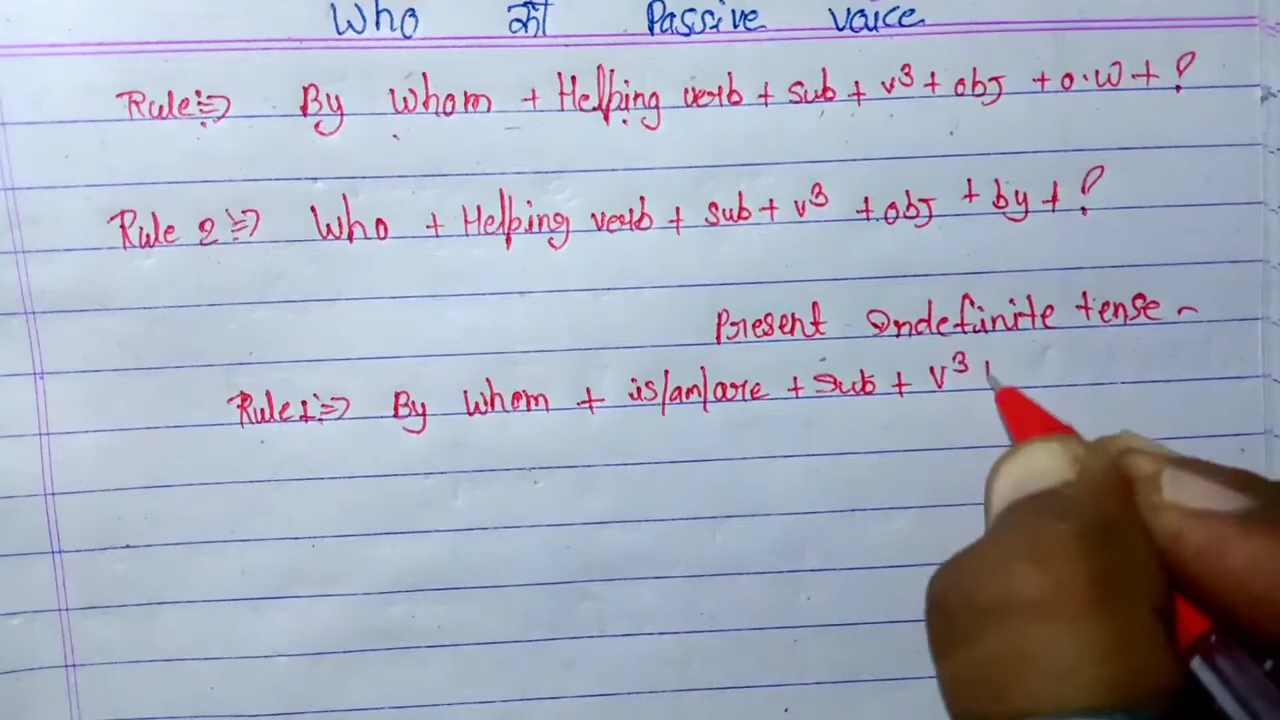 Who का Passive voice
Rule:⇒ By Whom + Helping verb + sub + v³ + obj + o.w + ?
Rule 2⇒ Who + Helping verb + sub + v³ + obj + by + ?
Present Indefinite tense -
Rule 1⇒ By Whom + is/am/are + sub + v³